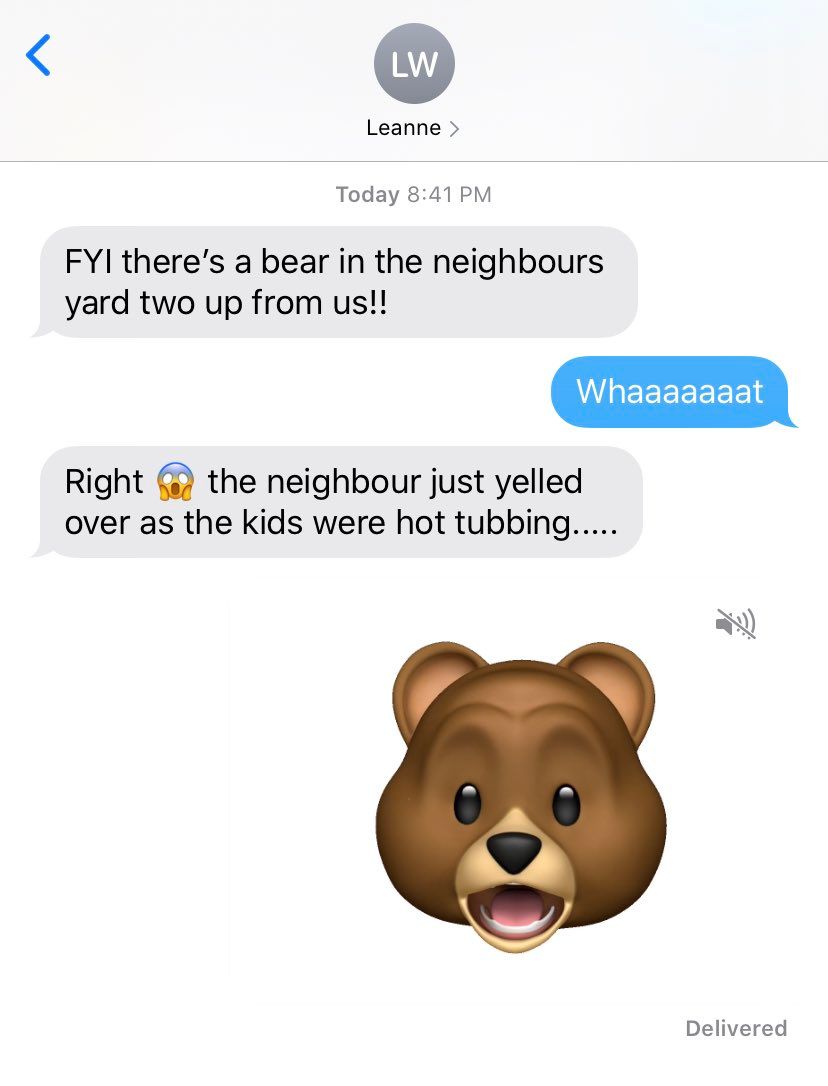 LW
Leanne
Today 8:41 PM
FYI there’s a bear in the neighbours
yard two up from us!!
Whaaaaaaat
Right 😱 the neighbour just yelled
over as the kids were hot tubbing.....
Delivered